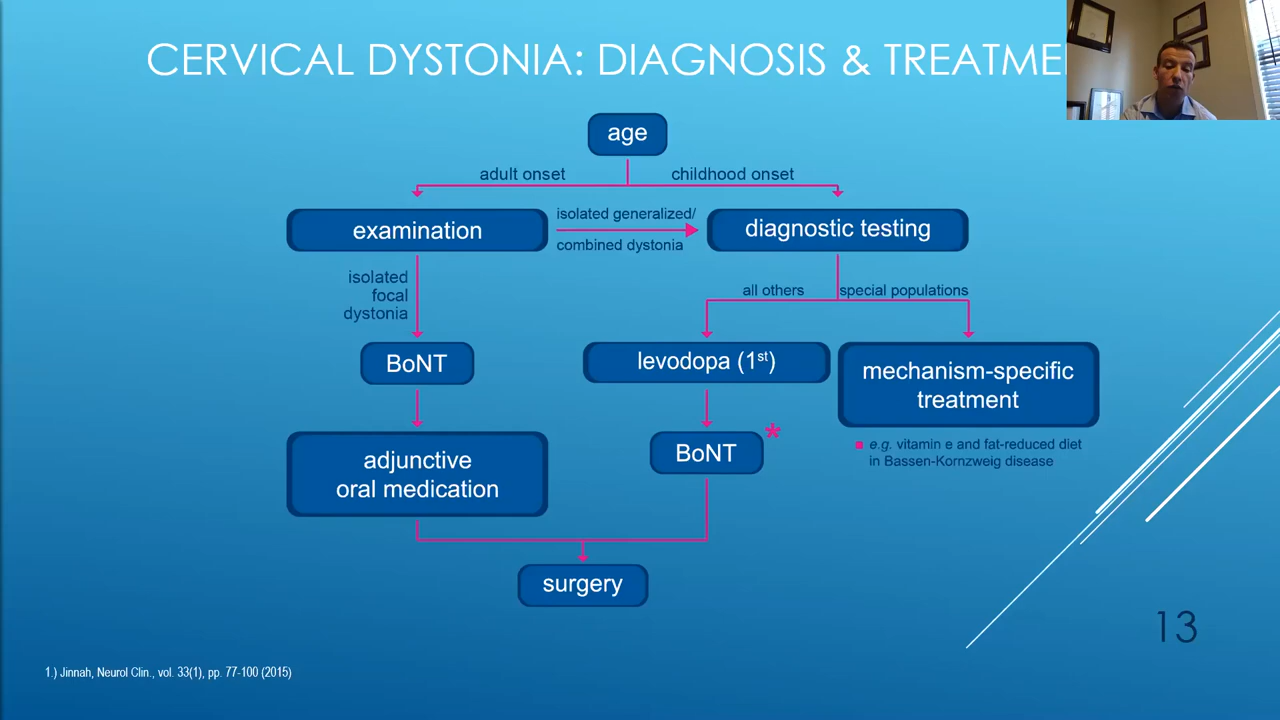 CERVICAL DYSTONIA: DIAGNOSIS & TREATME
age
adult onset
childhood onset
examination
isolated generalized/
combined dystonia
diagnostic testing
isolated
focal
dystonia
all others
special populations
BoNT
levodopa (1st)
mechanism-specific
treatment
adjunctive
oral medication
BoNT
*
e.g. vitamin e and fat-reduced diet
in Bassen-Kornzweig disease
surgery
13
1.) Jinnah, Neurol Clin., vol. 33(1), pp. 77-100 (2015)